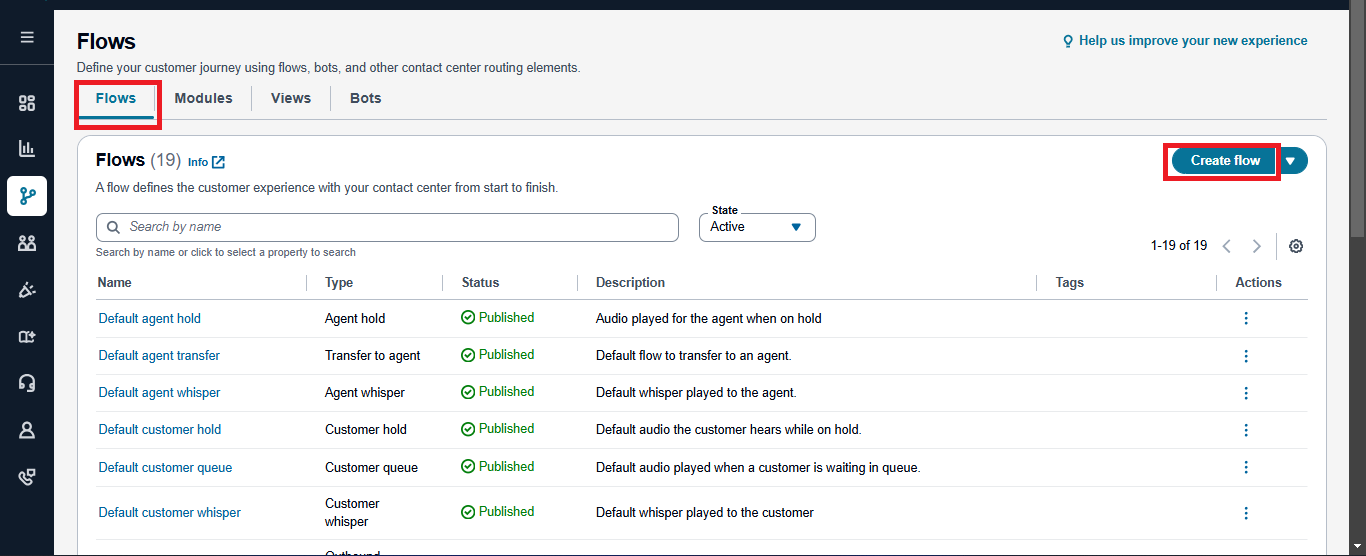 Flows
Help us improve your new experience
Define your customer journey using flows, bots, and other contact center routing elements.
Flows Modules Views Bots
Flows (19) Info
Create flow
A flow defines the customer experience with your contact center from start to finish.
State
Search by name
Active
Search by name or click to select a property to search
1-19 of 19
Name Type Status Description Tags Actions
Default agent hold Agent hold Published Audio played for the agent when on hold
Default agent transfer Transfer to agent Published Default flow to transfer to an agent.
Default agent whisper Agent whisper Published Default whisper played to the agent.
Default customer hold Customer hold Published Default audio the customer hears while on hold.
Default customer queue Customer queue Published Default audio played when a customer is waiting in queue.
Default customer whisper Customer whisper Published Default whisper played to the customer
Outbound